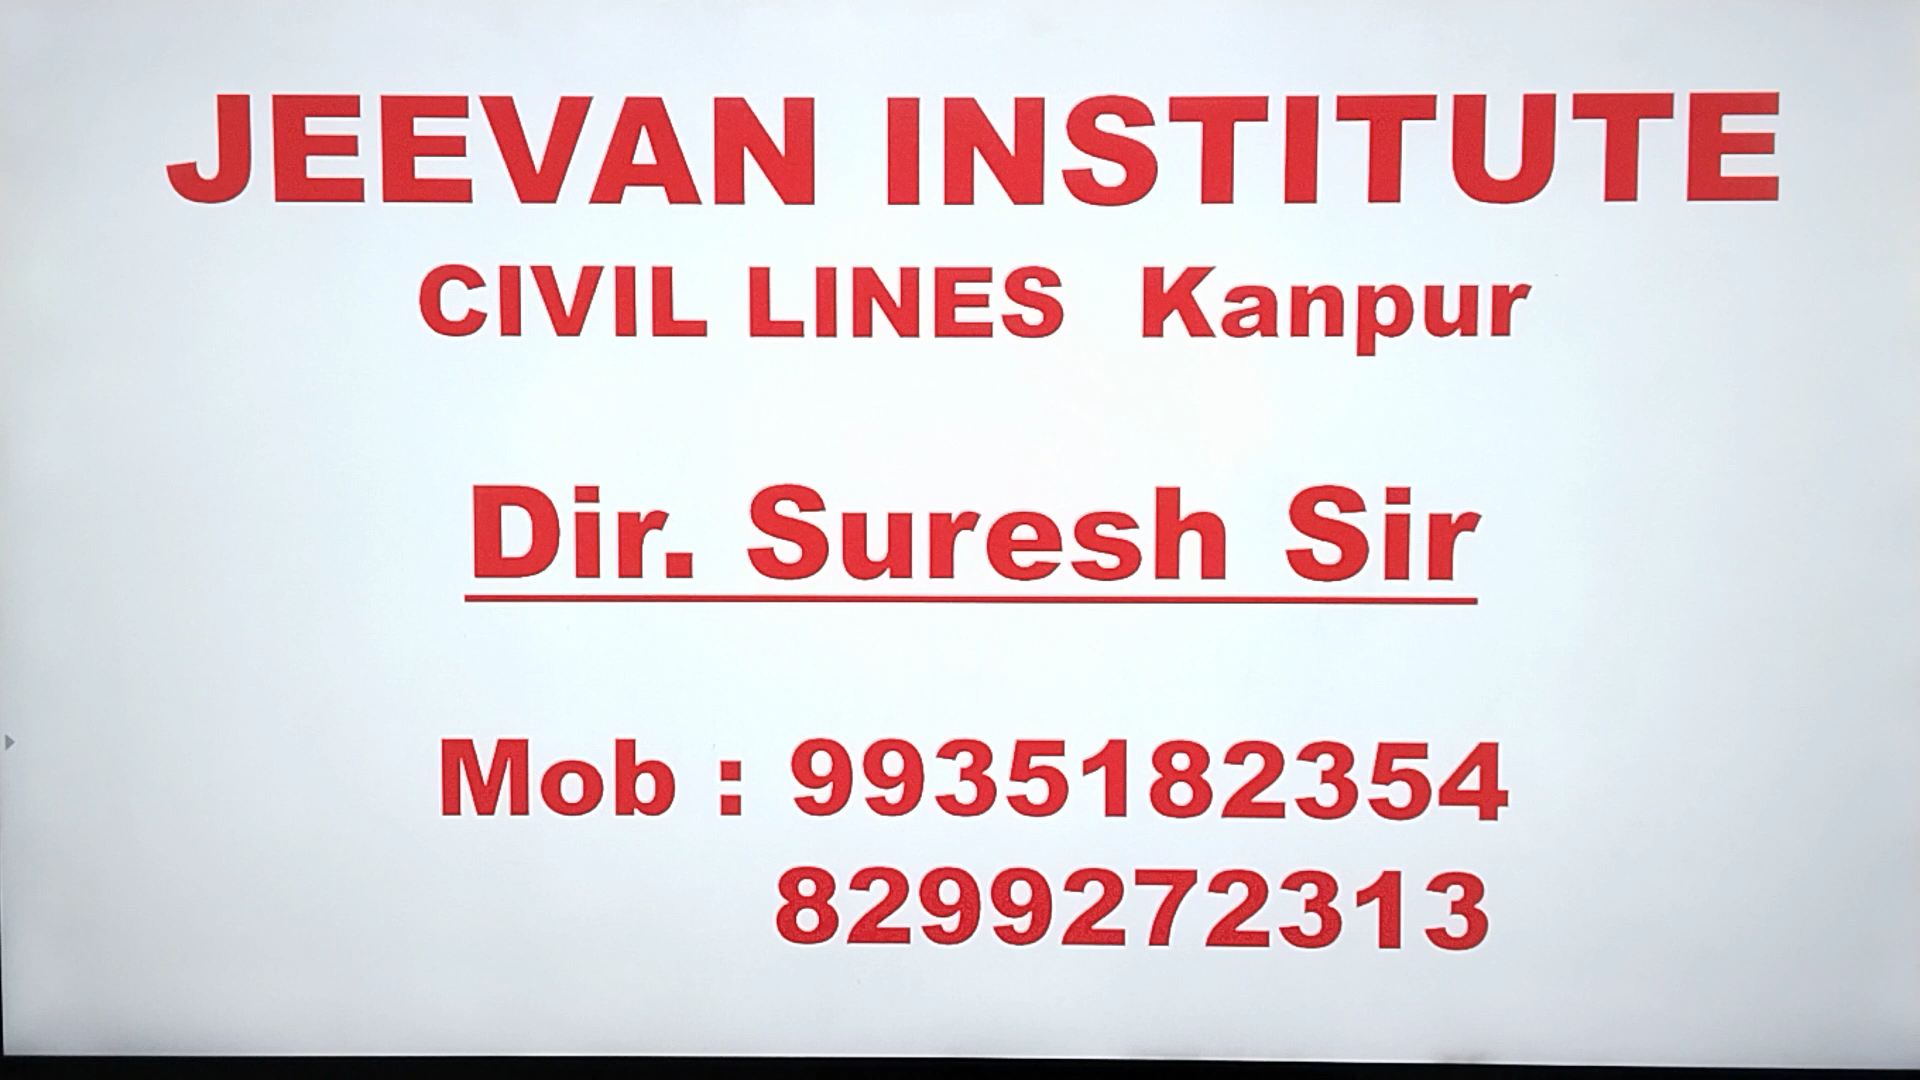 JEEVAN INSTITUTE
CIVIL LINES Kanpur
Dir. Suresh Sir
Mob : 9935182354
8299272313